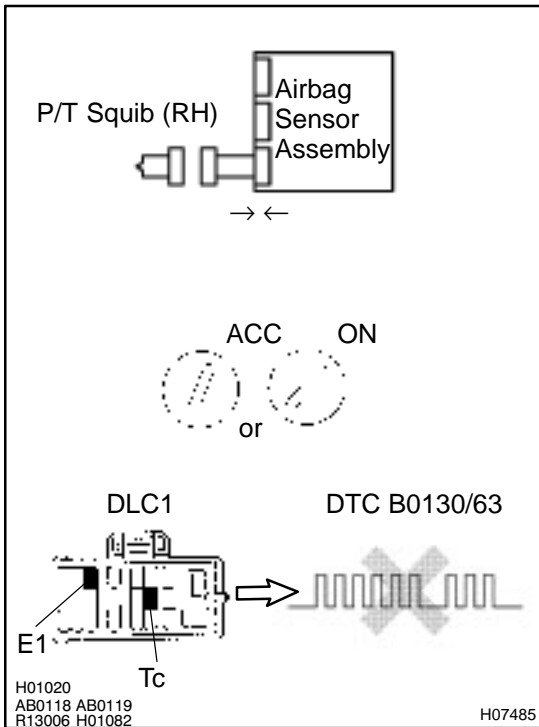 P/T Squib (RH)
Airbag
Sensor
Assembly
ACC
ON
or
DLC1
DTC B0130/63
E1
Tc
H01020
AB0118 AB0119
R13006 H01082
H07485